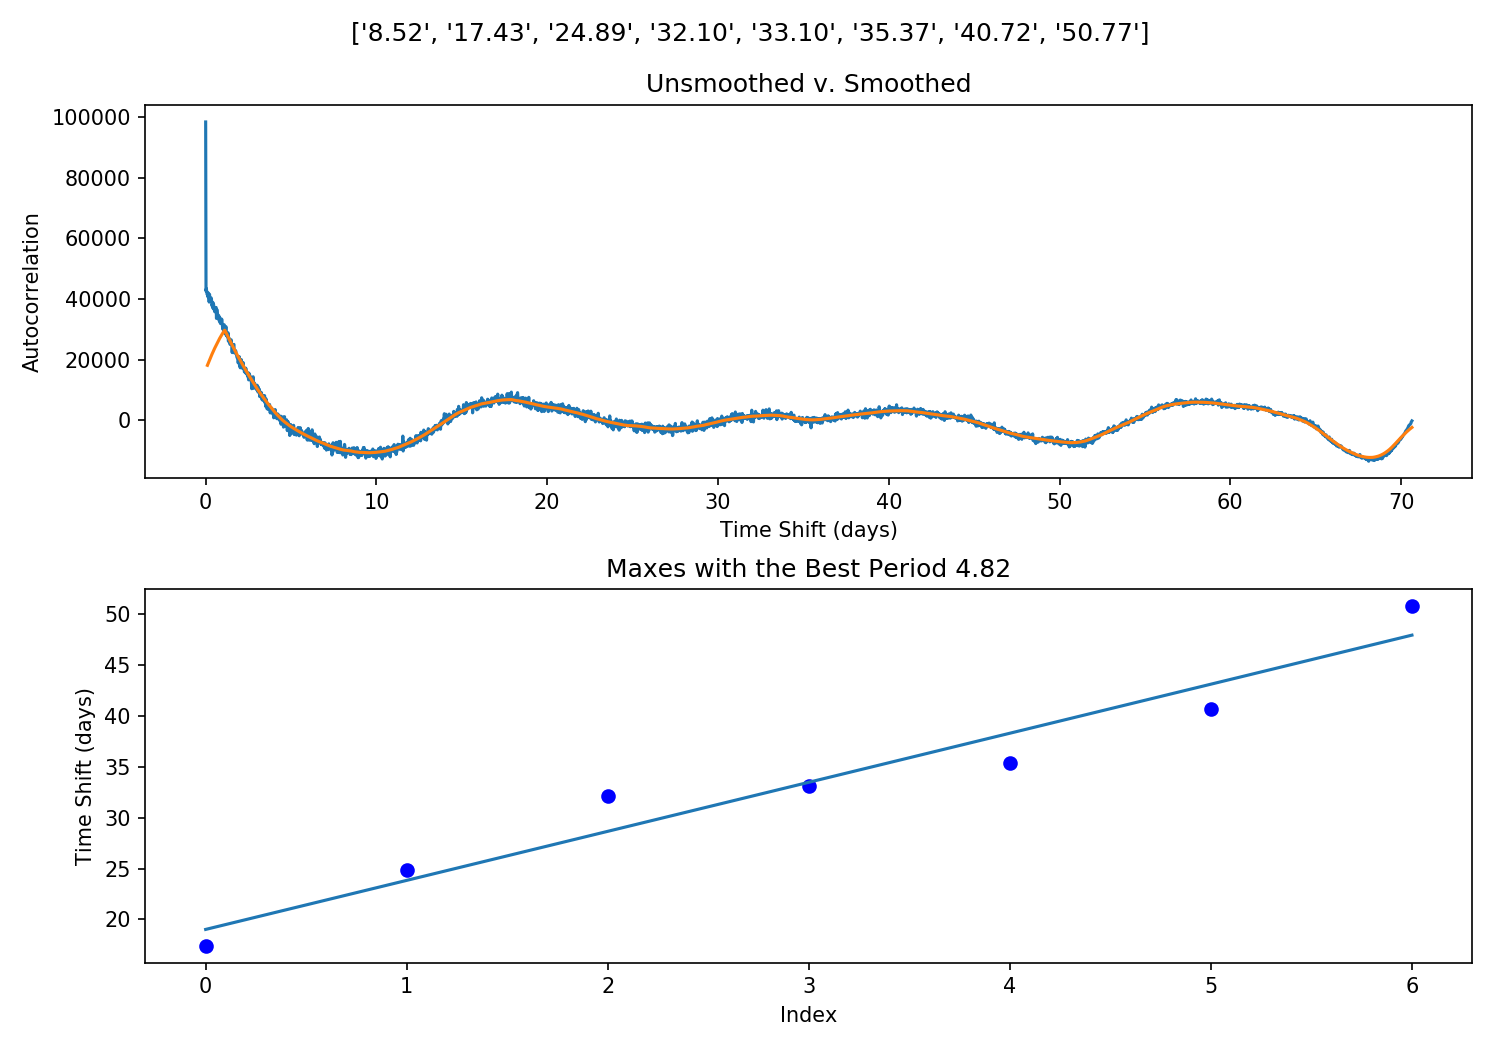 ['8.52', '17.43', '24.89', '32.10', '33.10', '35.37', '40.72', '50.77']
Unsmoothed v. Smoothed
Autocorrelation
100000
80000
60000
40000
20000
0
0 10 20 30 40 50 60 70
Time Shift (days)
Maxes with the Best Period 4.82
Time Shift (days)
50
45
40
35
30
25
20
0 1 2 3 4 5 6
Index